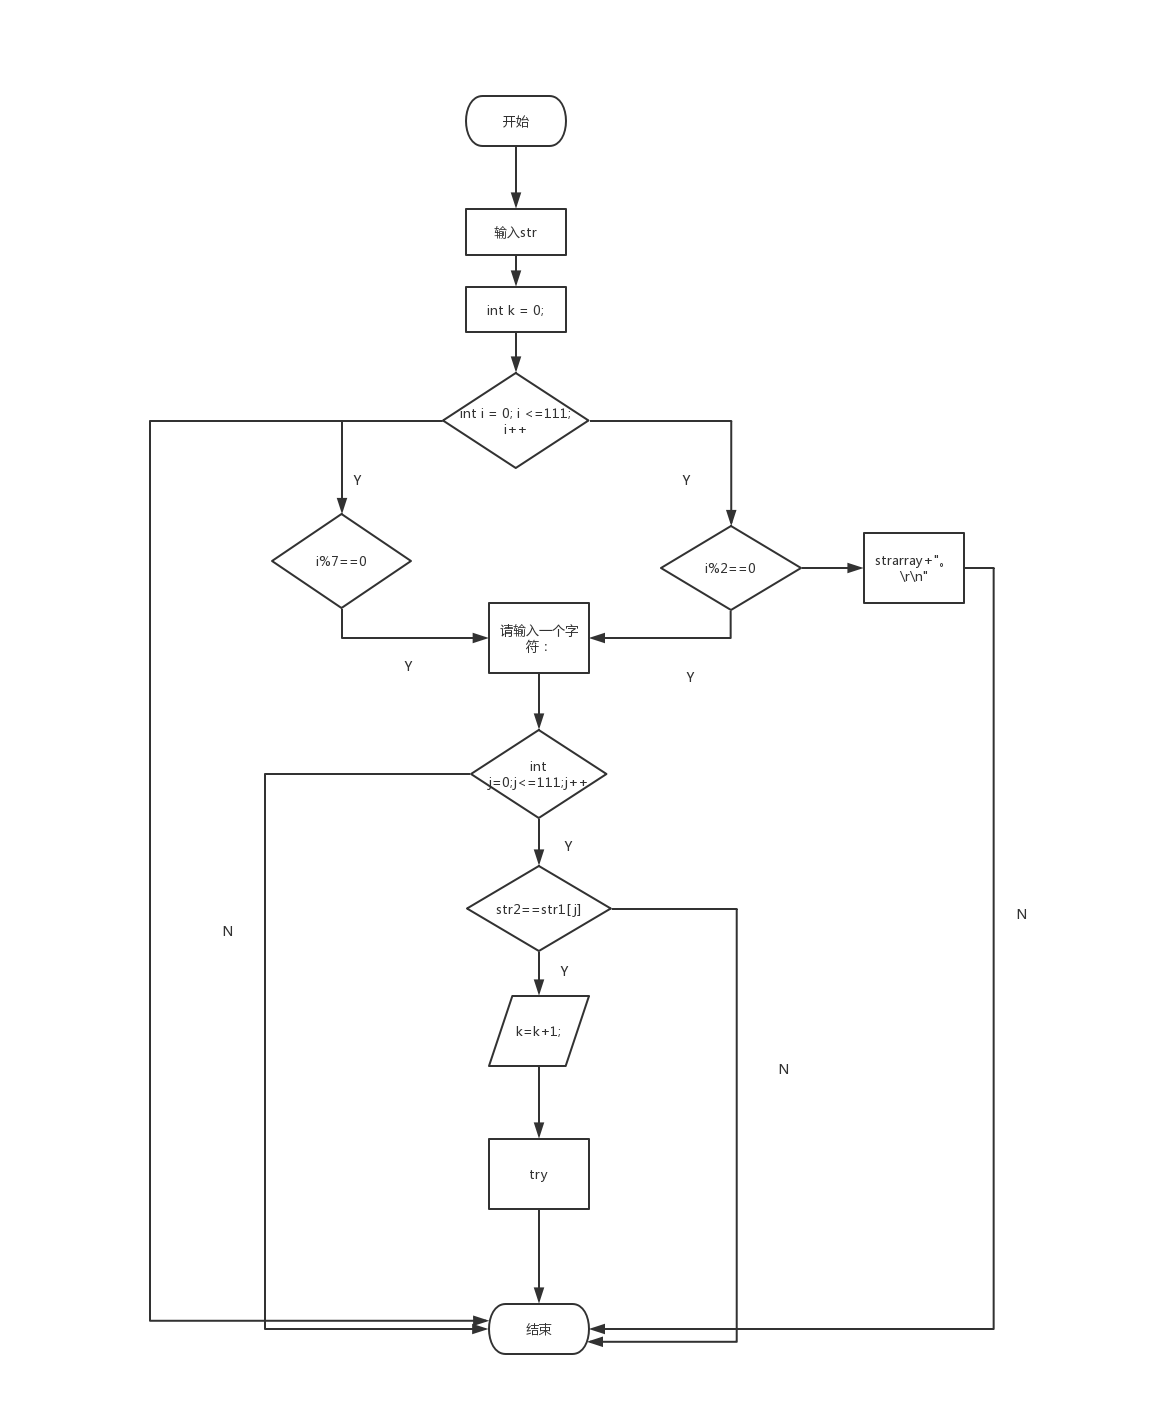 开始
输入str
int k = 0;
int i = 0; i <=111;
i++
Y
Y
i%7==0
i%2==0
strarray+"。
\r\n"
请输入一个字
符：
Y
Y
int
j=0;j<=111;j++
Y
str2==str1[j]
N
N
Y
k=k+1;
N
try
结束